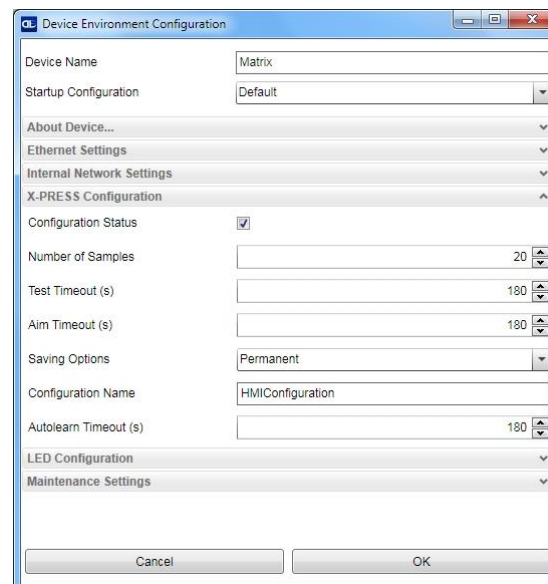 DL Device Environment Configuration
Device Name Matrix
Startup Configuration Default
About Device...
Ethernet Settings
Internal Network Settings
X-PRESS Configuration
Configuration Status
Number of Samples 20
Test Timeout (s) 180
Aim Timeout (s) 180
Saving Options Permanent
Configuration Name HMIConfiguration
Autolearn Timeout (s) 180
LED Configuration
Maintenance Settings
Cancel OK